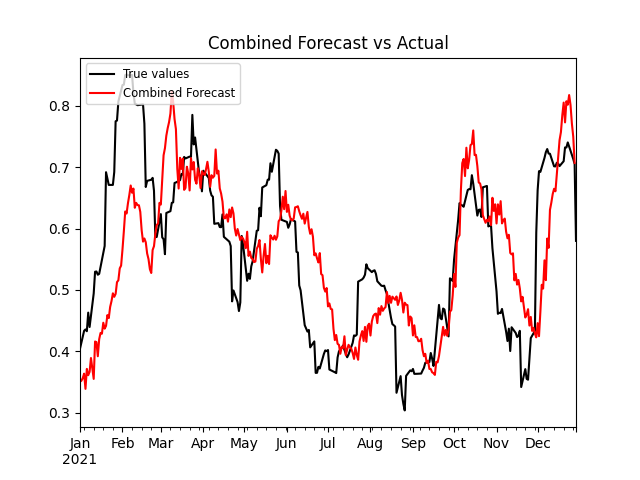 Combined Forecast vs Actual
True values
Combined Forecast
0.8
0.7
0.6
0.5
0.4
0.3
Jan Feb Mar Apr May Jun Jul Aug Sep Oct Nov Dec
2021